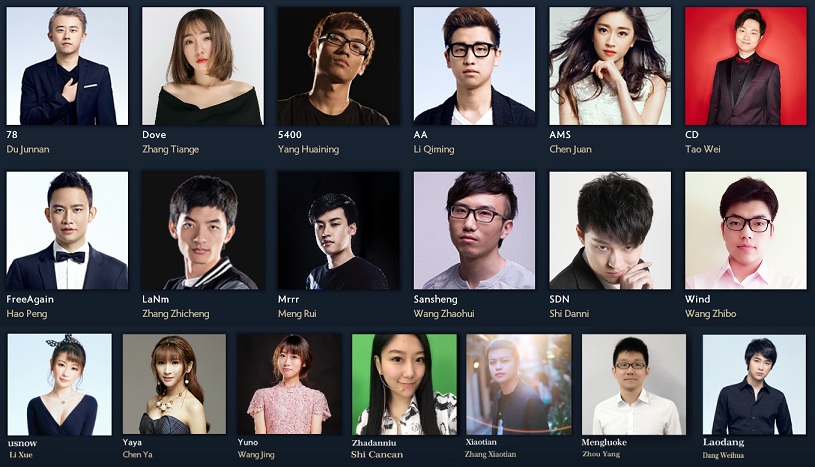 78 Dove 5400 AA AMS CD
Du Junnan Zhang Tiange Yang Huaining Li Qiming Chen Juan Tao Wei
FreeAgain LaNm Mrrr Sansheng SDN Wind
Hao Peng Zhang Zhicheng Meng Rui Wang Zhaohui Shi Danni Wang Zhibo
usnow Yaya Yuno Zhadanniu Xiaotian Mengluoke Laodang
Li Xue Chen Ya Wang Jing Shi Cancan Zhang Xiaotian Zhou Yang Dang Weihua